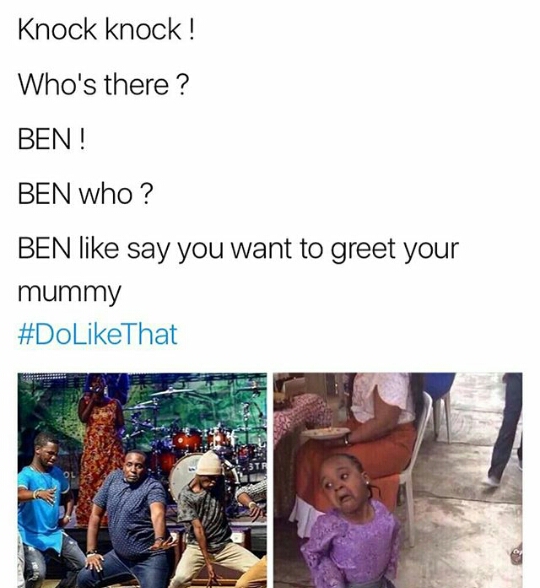 Knock knock !
Who's there ?
BEN !
BEN who ?
BEN like say you want to greet your
mummy
#DoLikeThat